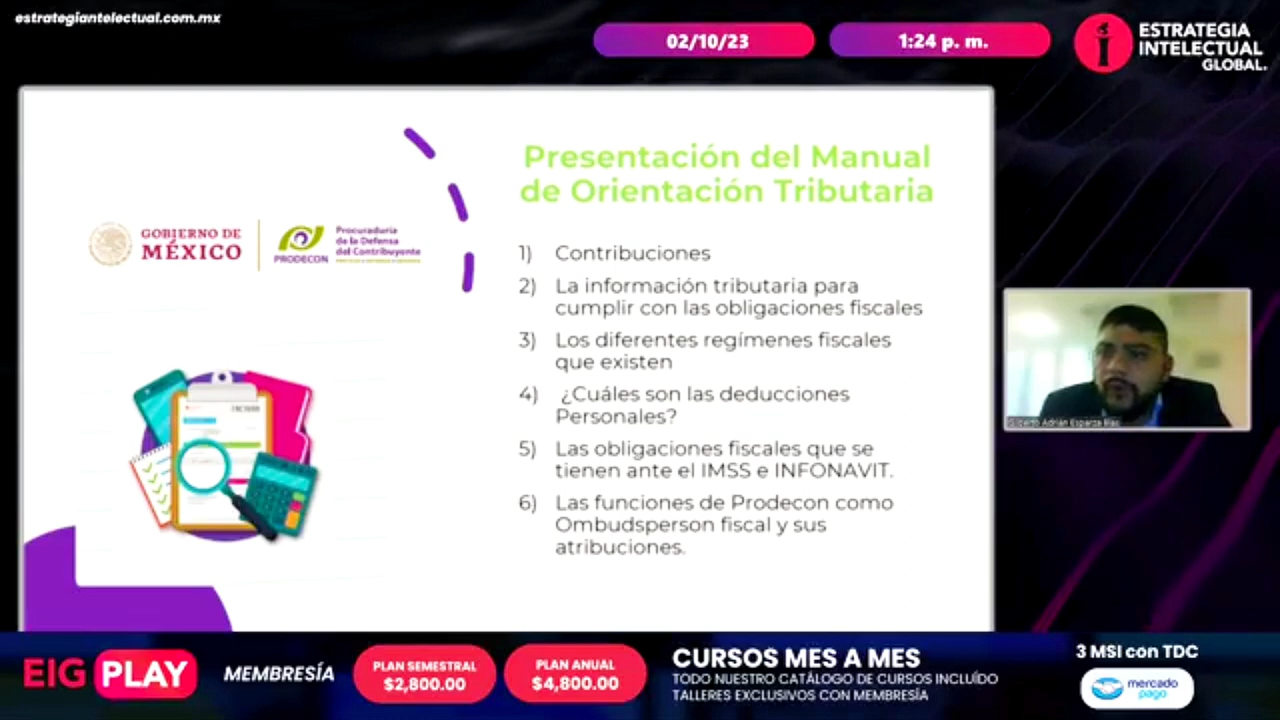 estrategiantelectual.com.mx
02/10/23
1:24 p. m.
ESTRATEGIA
INTELECTUAL
GLOBAL.
Presentación del Manual
de Orientación Tributaria
GOBIERNO DE
MÉXICO
PRODECON
Procuraduría
de la Defensa
del Contribuyente
1) Contribuciones
2) La información tributaria para
cumplir con las obligaciones fiscales
3) Los diferentes regímenes fiscales
que existen
4) ¿Cuáles son las deducciones
Personales?
5) Las obligaciones fiscales que se
tienen ante el IMSS e INFONAVIT.
6) Las funciones de Prodecon como
Ombudsperson fiscal y sus
atribuciones.
Adrián Esparza
EIG PLAY
MEMBRESÍA
PLAN SEMESTRAL
$2,800.00
PLAN ANUAL
$4,800.00
CURSOS MES A MES
TODO NUESTRO CATÁLOGO DE CURSOS INCLUÍDO
TALLERES EXCLUSIVOS CON MEMBRESÍA
3 MSI con TDC
mercado
pago